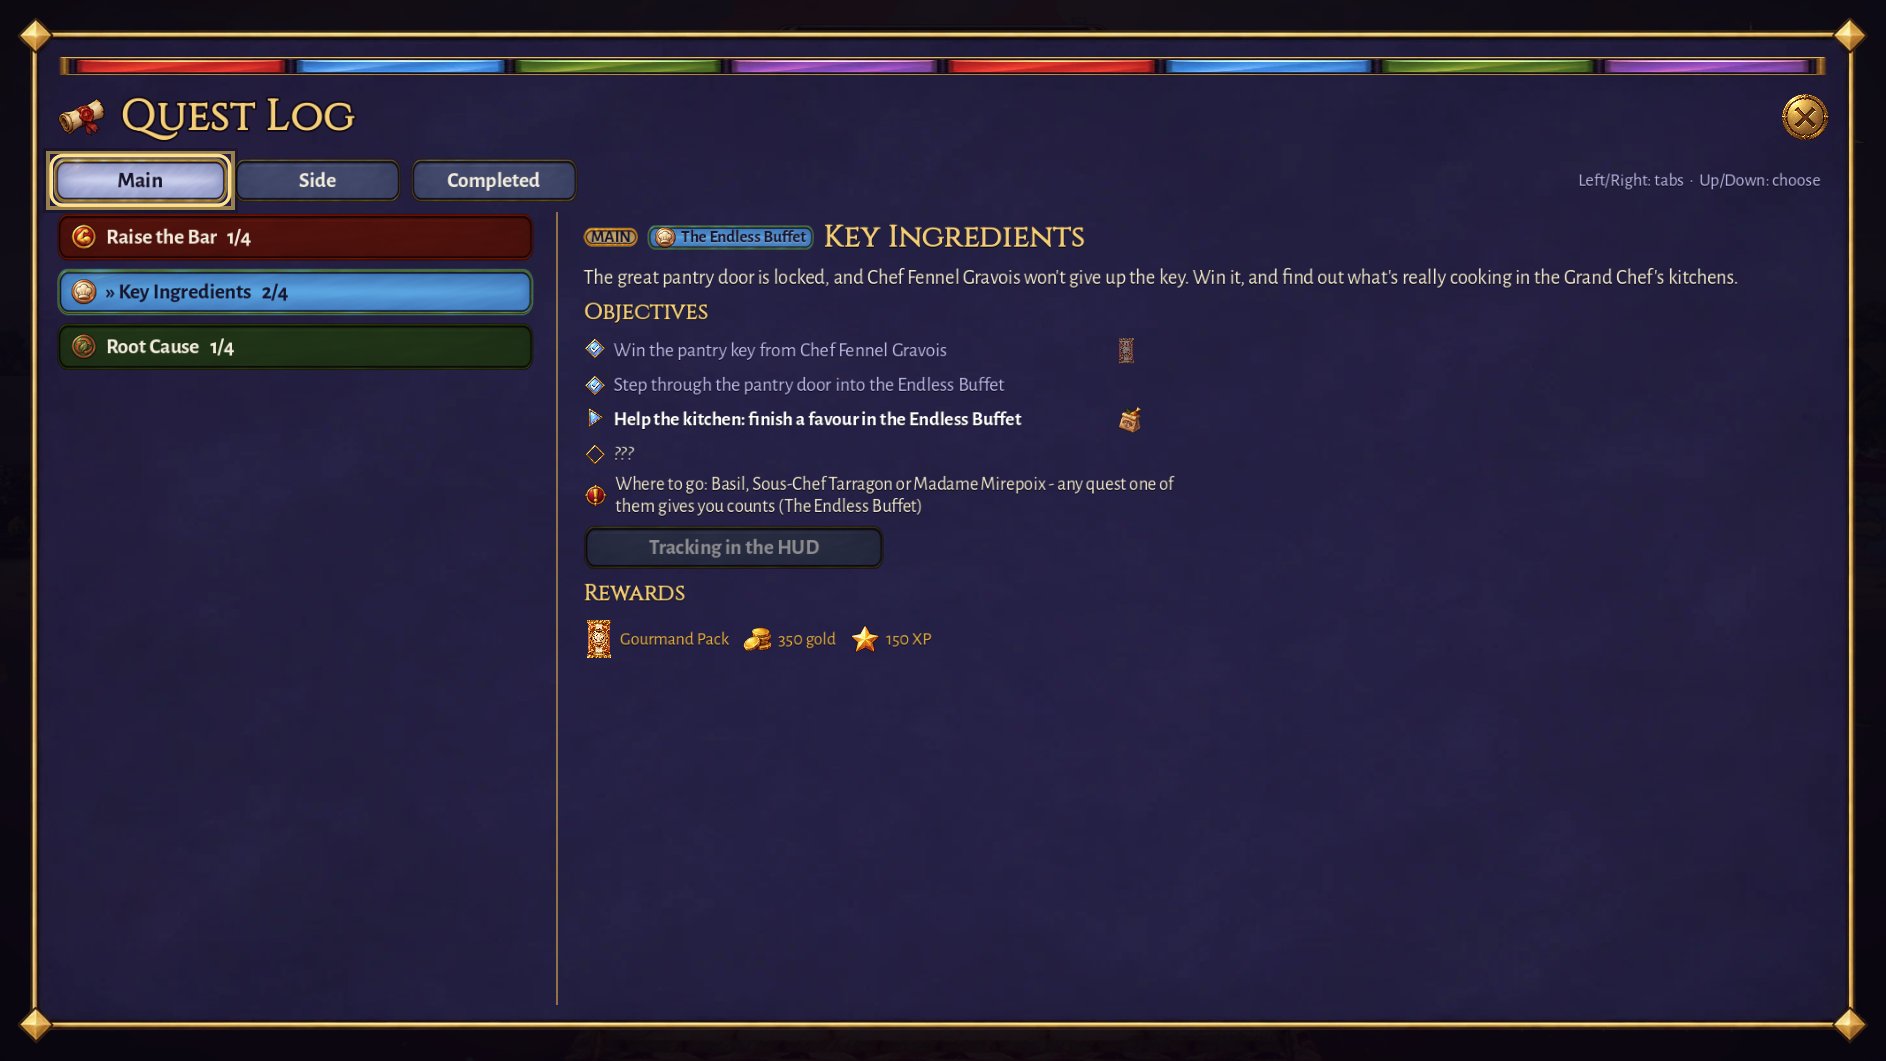 Quest Log
Main
Side
Completed
Left/Right: tabs · Up/Down: choose
Raise the Bar 1/4
» Key Ingredients 2/4
Root Cause 1/4
MAIN
The Endless Buffet
Key Ingredients
The great pantry door is locked, and Chef Fennel Gravois won't give up the key. Win it, and find out what's really cooking in the Grand Chef's kitchens.
Objectives
Win the pantry key from Chef Fennel Gravois
Step through the pantry door into the Endless Buffet
Help the kitchen: finish a favour in the Endless Buffet
???
Where to go: Basil, Sous-Chef Tarragon or Madame Mirepoix - any quest one of
them gives you counts (The Endless Buffet)
Tracking in the HUD
Rewards
Gourmand Pack
350 gold
150 XP